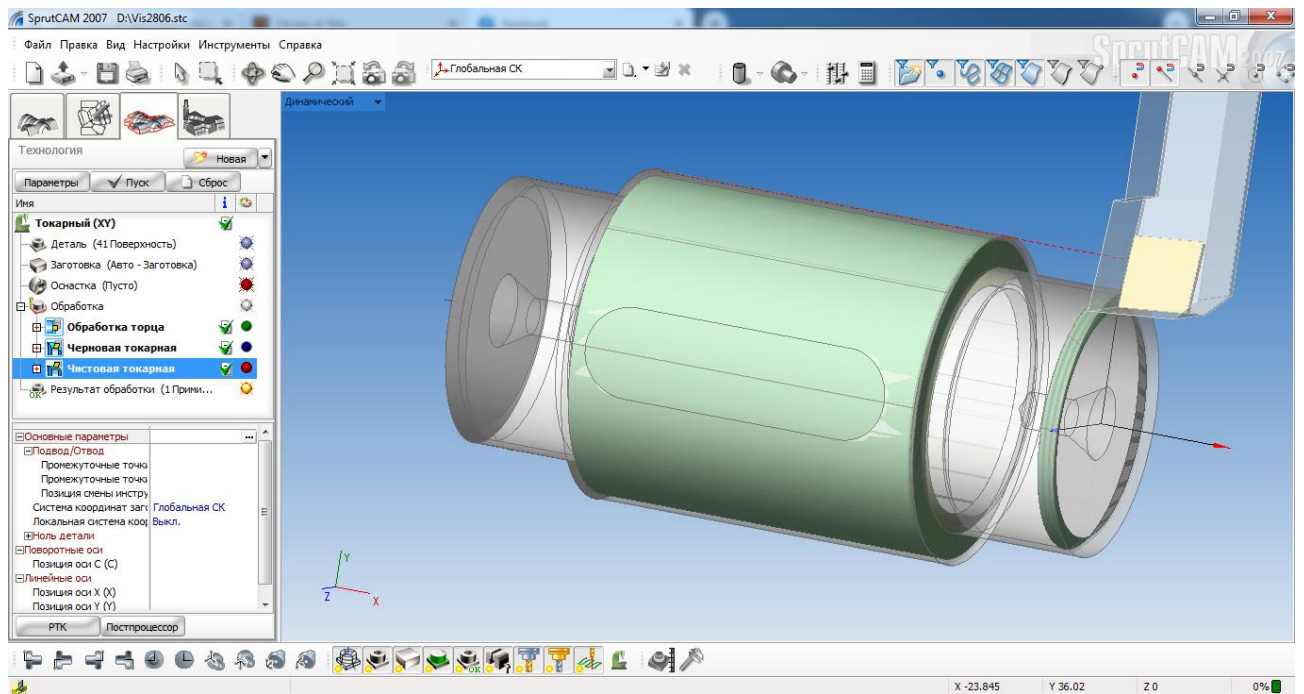 SprutCAM 2007 D:\Vis2806.stc
Файл Правка Вид Настройки Инструменты Справка
SprutCAM 2007
Глобальная СК
Динамический
Технология
Новая
Параметры Пуск Сброс
Имя
Токарный (XY)
Деталь (41 Поверхность)
Заготовка (Авто - Заготовка)
Оснастка (Пусто)
Обработка
Обработка торца
Черновая токарная
Чистовая токарная
Результат обработки (1 Прими...
Основные параметры ...
Подвод/Отвод
Промежуточные точки
Промежуточные точки
Позиция смены инстру
Система координат заго Глобальная СК
Локальная система коор Выкл.
Ноль детали
Поворотные оси
Позиция оси C (C)
Линейные оси
Позиция оси X (X)
Позиция оси Y (Y)
РТК Постпроцессор
Y
Z
X
X -23.845 Y 36.02 Z 0 0%